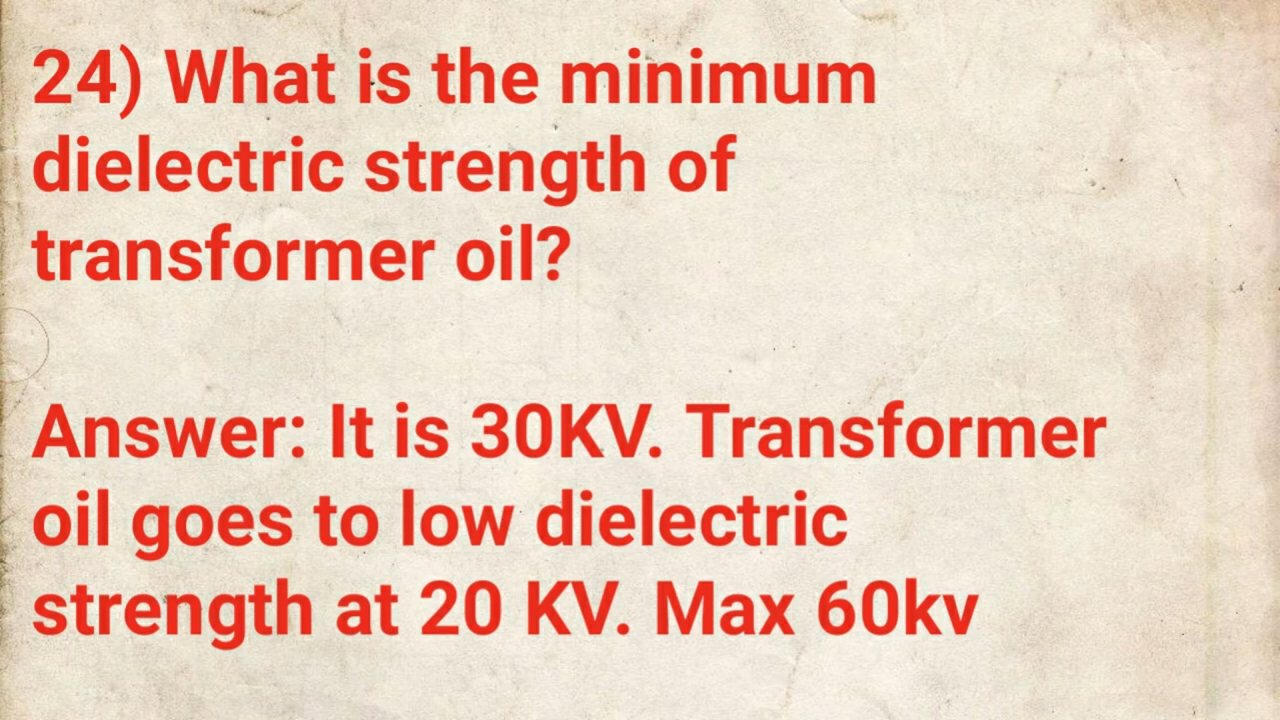 24) What is the minimum
dielectric strength of
transformer oil?
Answer: It is 30KV. Transformer
oil goes to low dielectric
strength at 20 KV. Max 60kv